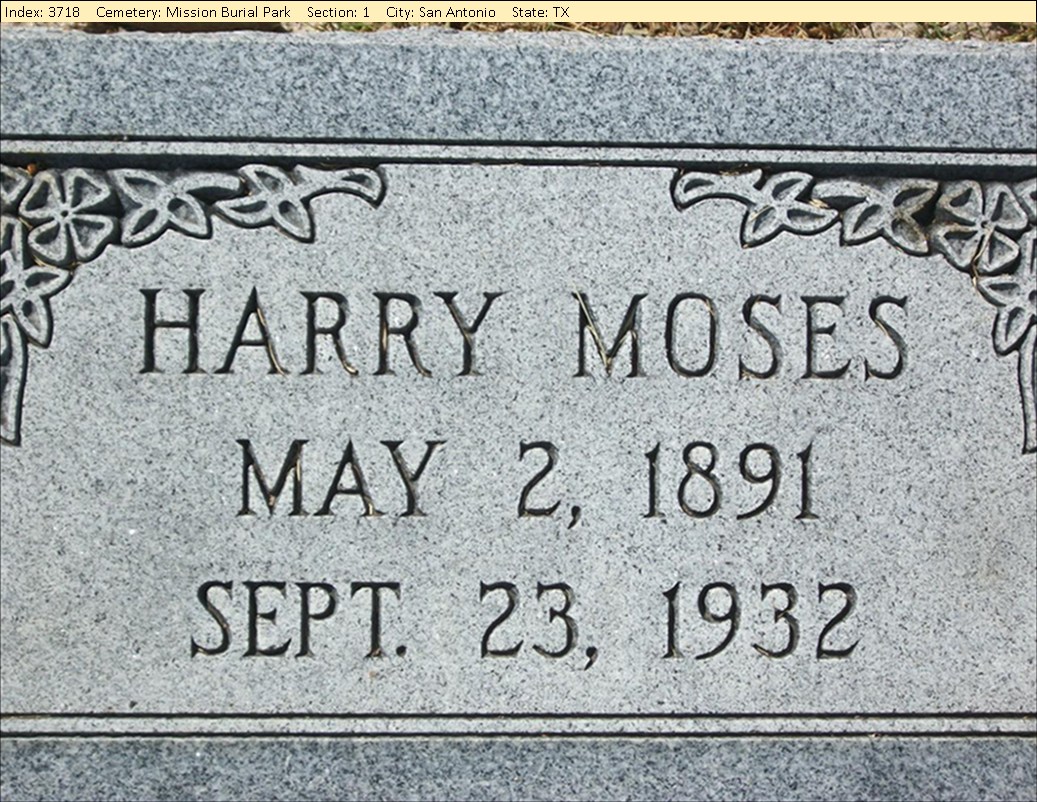 Index: 3718 Cemetery: Mission Burial Park Section: 1 City: San Antonio State: TX
HARRY MOSES
MAY 2, 1891
SEPT. 23, 1932